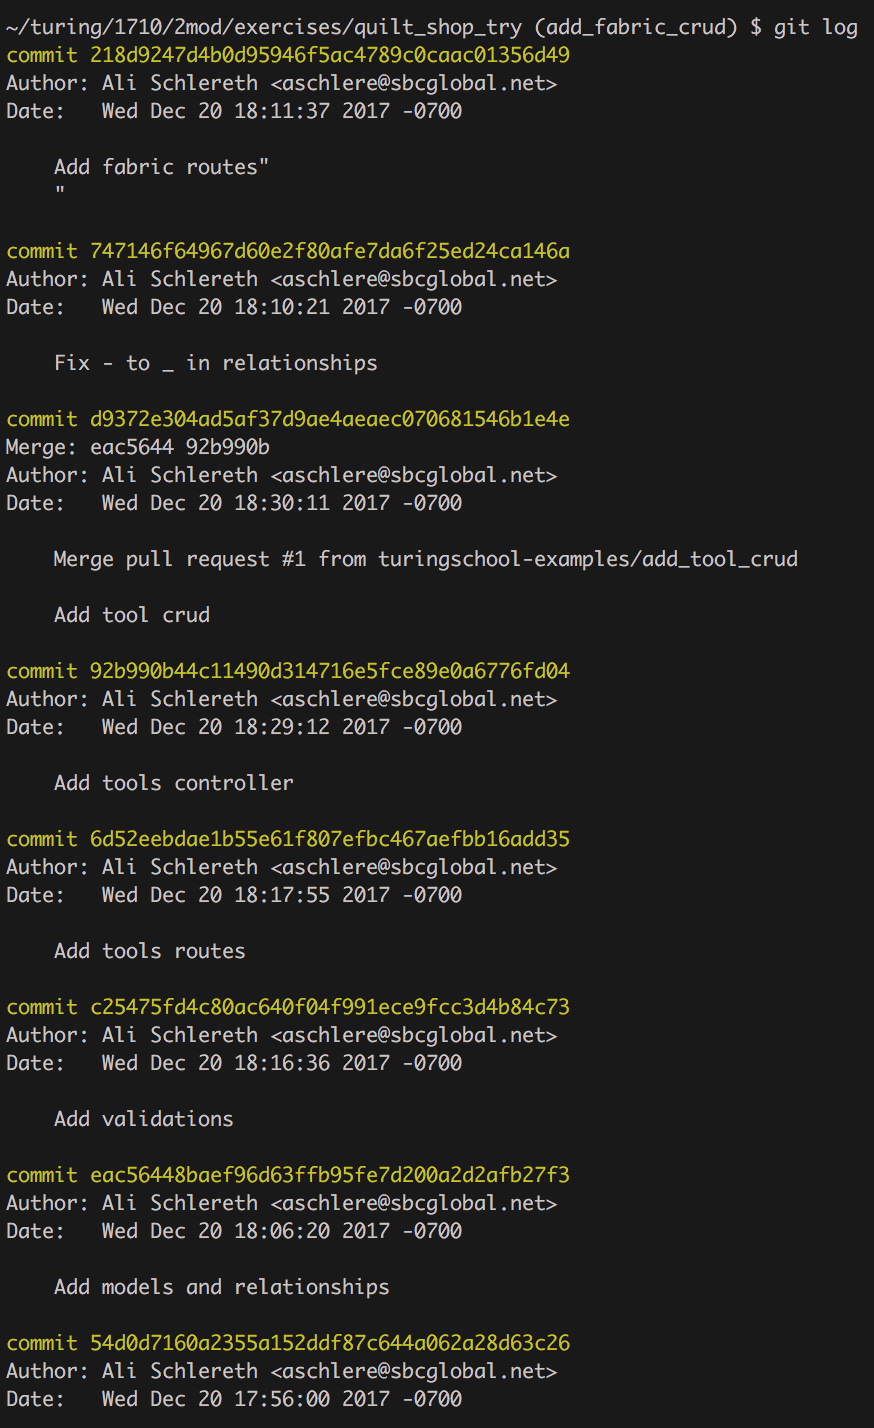 ~/turing/1710/2mod/exercises/quilt_shop_try (add_fabric_crud) $ git log
commit 218d9247d4b0d95946f5ac4789c0caac01356d49
Author: Ali Schlereth <aschlere@sbcglobal.net>
Date:   Wed Dec 20 18:11:37 2017 -0700
    Add fabric routes"
    "
commit 747146f64967d60e2f80afe7da6f25ed24ca146a
Author: Ali Schlereth <aschlere@sbcglobal.net>
Date:   Wed Dec 20 18:10:21 2017 -0700
    Fix - to _ in relationships
commit d9372e304ad5af37d9ae4aeaec070681546b1e4e
Merge: eac5644 92b990b
Author: Ali Schlereth <aschlere@sbcglobal.net>
Date:   Wed Dec 20 18:30:11 2017 -0700
    Merge pull request #1 from turingschool-examples/add_tool_crud
    Add tool crud
commit 92b990b44c11490d314716e5fce89e0a6776fd04
Author: Ali Schlereth <aschlere@sbcglobal.net>
Date:   Wed Dec 20 18:29:12 2017 -0700
    Add tools controller
commit 6d52eebdae1b55e61f807efbc467aefbb16add35
Author: Ali Schlereth <aschlere@sbcglobal.net>
Date:   Wed Dec 20 18:17:55 2017 -0700
    Add tools routes
commit c25475fd4c80ac640f04f991ece9fcc3d4b84c73
Author: Ali Schlereth <aschlere@sbcglobal.net>
Date:   Wed Dec 20 18:16:36 2017 -0700
    Add validations
commit eac56448baef96d63ffb95fe7d200a2d2afb27f3
Author: Ali Schlereth <aschlere@sbcglobal.net>
Date:   Wed Dec 20 18:06:20 2017 -0700
    Add models and relationships
commit 54d0d7160a2355a152ddf87c644a062a28d63c26
Author: Ali Schlereth <aschlere@sbcglobal.net>
Date:   Wed Dec 20 17:56:00 2017 -0700